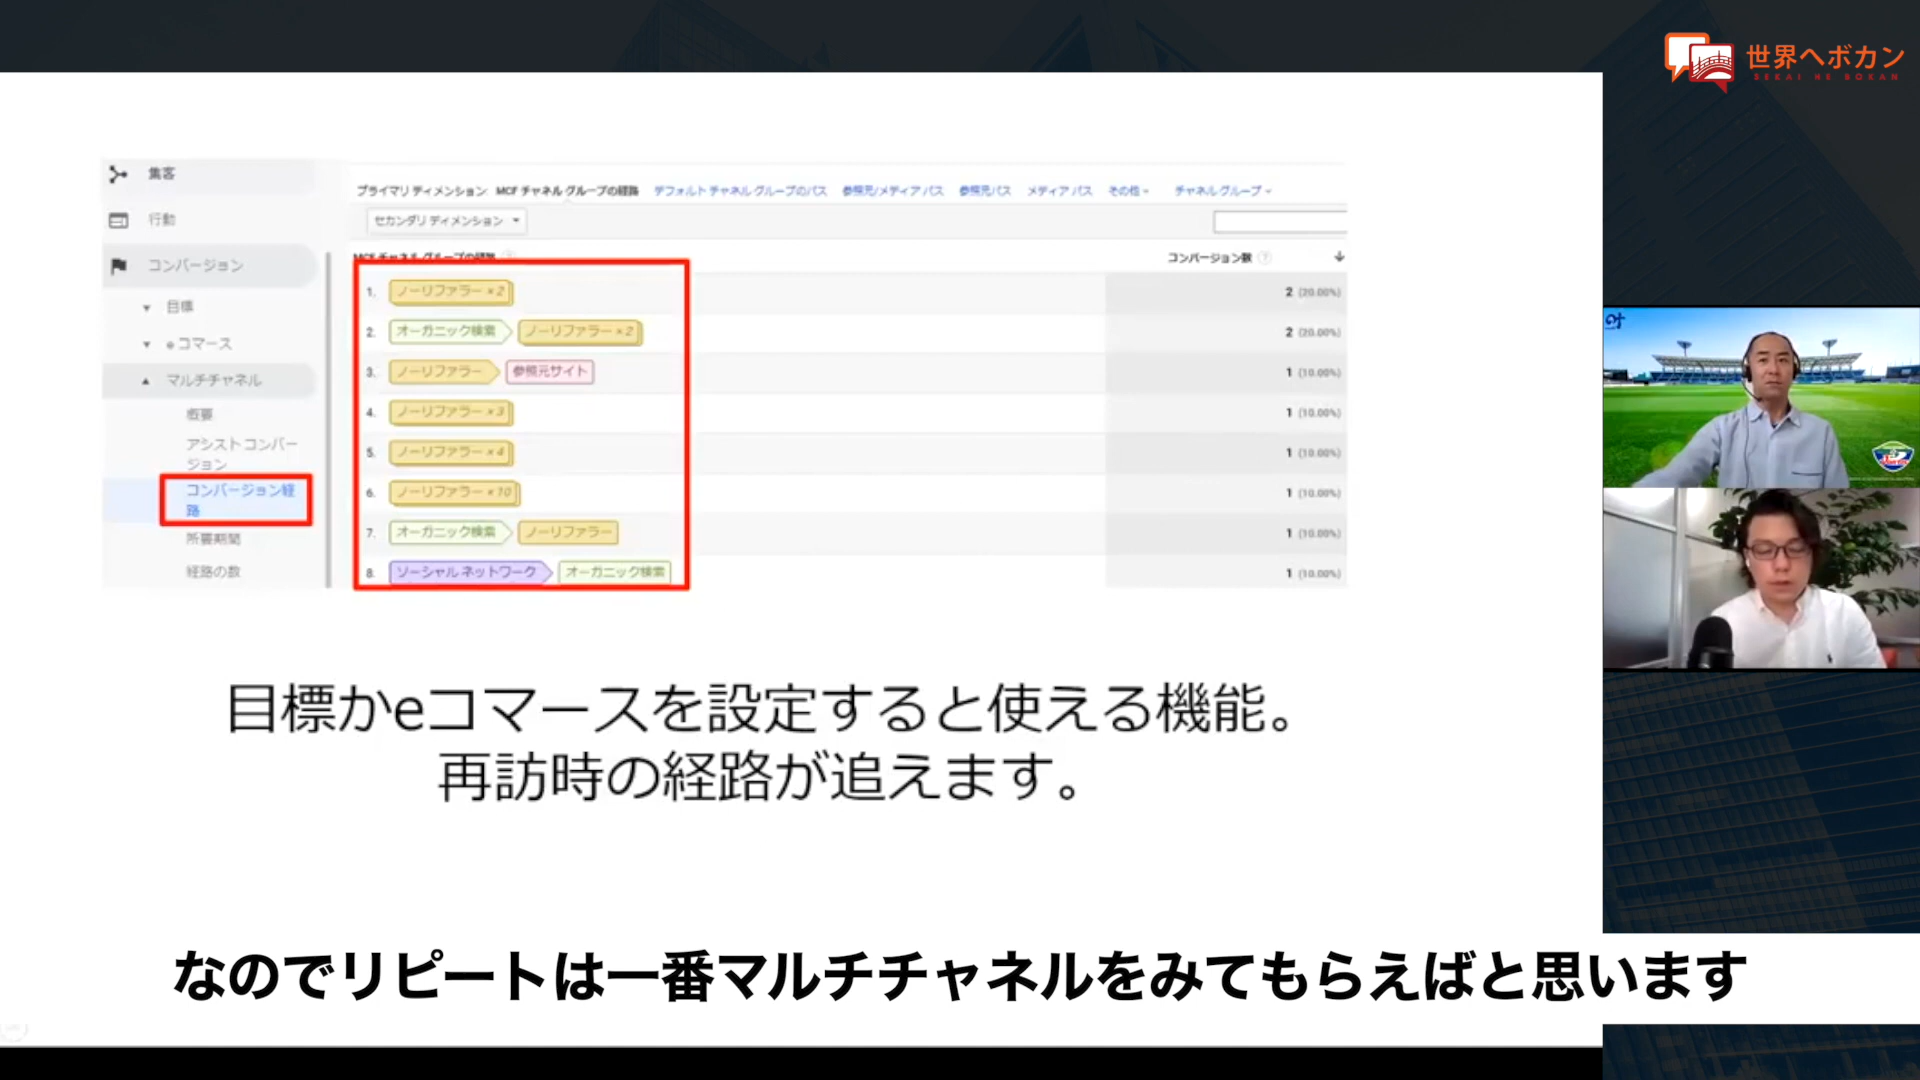 世界へボカン
SEKAI HE BOKAN
集客
行動
コンバージョン
目標
eコマース
マルチチャネル
概要
アシスト コンバー
ジョン
コンバージョン経
路
所要期間
経路の数
プライマリ ディメンション: MCF チャネル グループの経路 デフォルト チャネル グループのパス 参照元/メディア パス 参照元パス メディア パス その他 チャネル グループ
セカンダリ ディメンション
MCF チャネル グループの経路 コンバージョン数
1. ノーリファラー × 2 2 (20.00%)
2. オーガニック検索 ノーリファラー × 2 2 (20.00%)
3. ノーリファラー 参照元サイト 1 (10.00%)
4. ノーリファラー × 3 1 (10.00%)
5. ノーリファラー × 4 1 (10.00%)
6. ノーリファラー × 10 1 (10.00%)
7. オーガニック検索 ノーリファラー 1 (10.00%)
8. ソーシャル ネットワーク オーガニック検索 1 (10.00%)
目標かeコマースを設定すると使える機能。
再訪時の経路が追えます。
なのでリピートは一番マルチチャネルをみてもらえばと思います